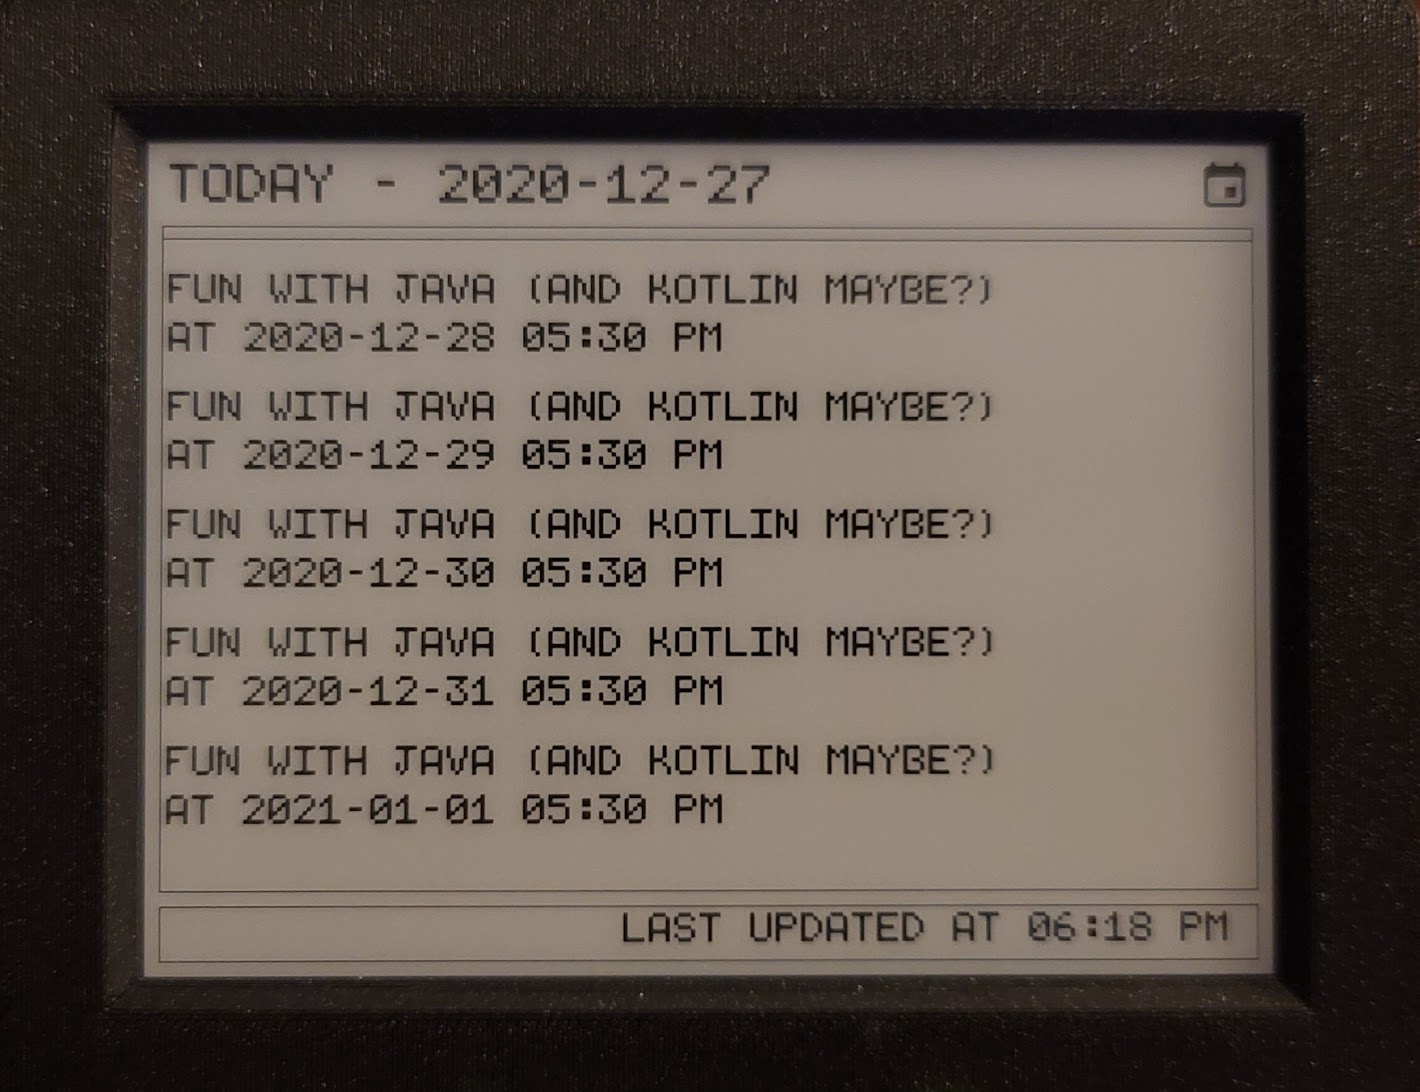 TODAY - 2020-12-27
FUN WITH JAVA (AND KOTLIN MAYBE?)
AT 2020-12-28 05:30 PM
FUN WITH JAVA (AND KOTLIN MAYBE?)
AT 2020-12-29 05:30 PM
FUN WITH JAVA (AND KOTLIN MAYBE?)
AT 2020-12-30 05:30 PM
FUN WITH JAVA (AND KOTLIN MAYBE?)
AT 2020-12-31 05:30 PM
FUN WITH JAVA (AND KOTLIN MAYBE?)
AT 2021-01-01 05:30 PM
LAST UPDATED AT 06:18 PM